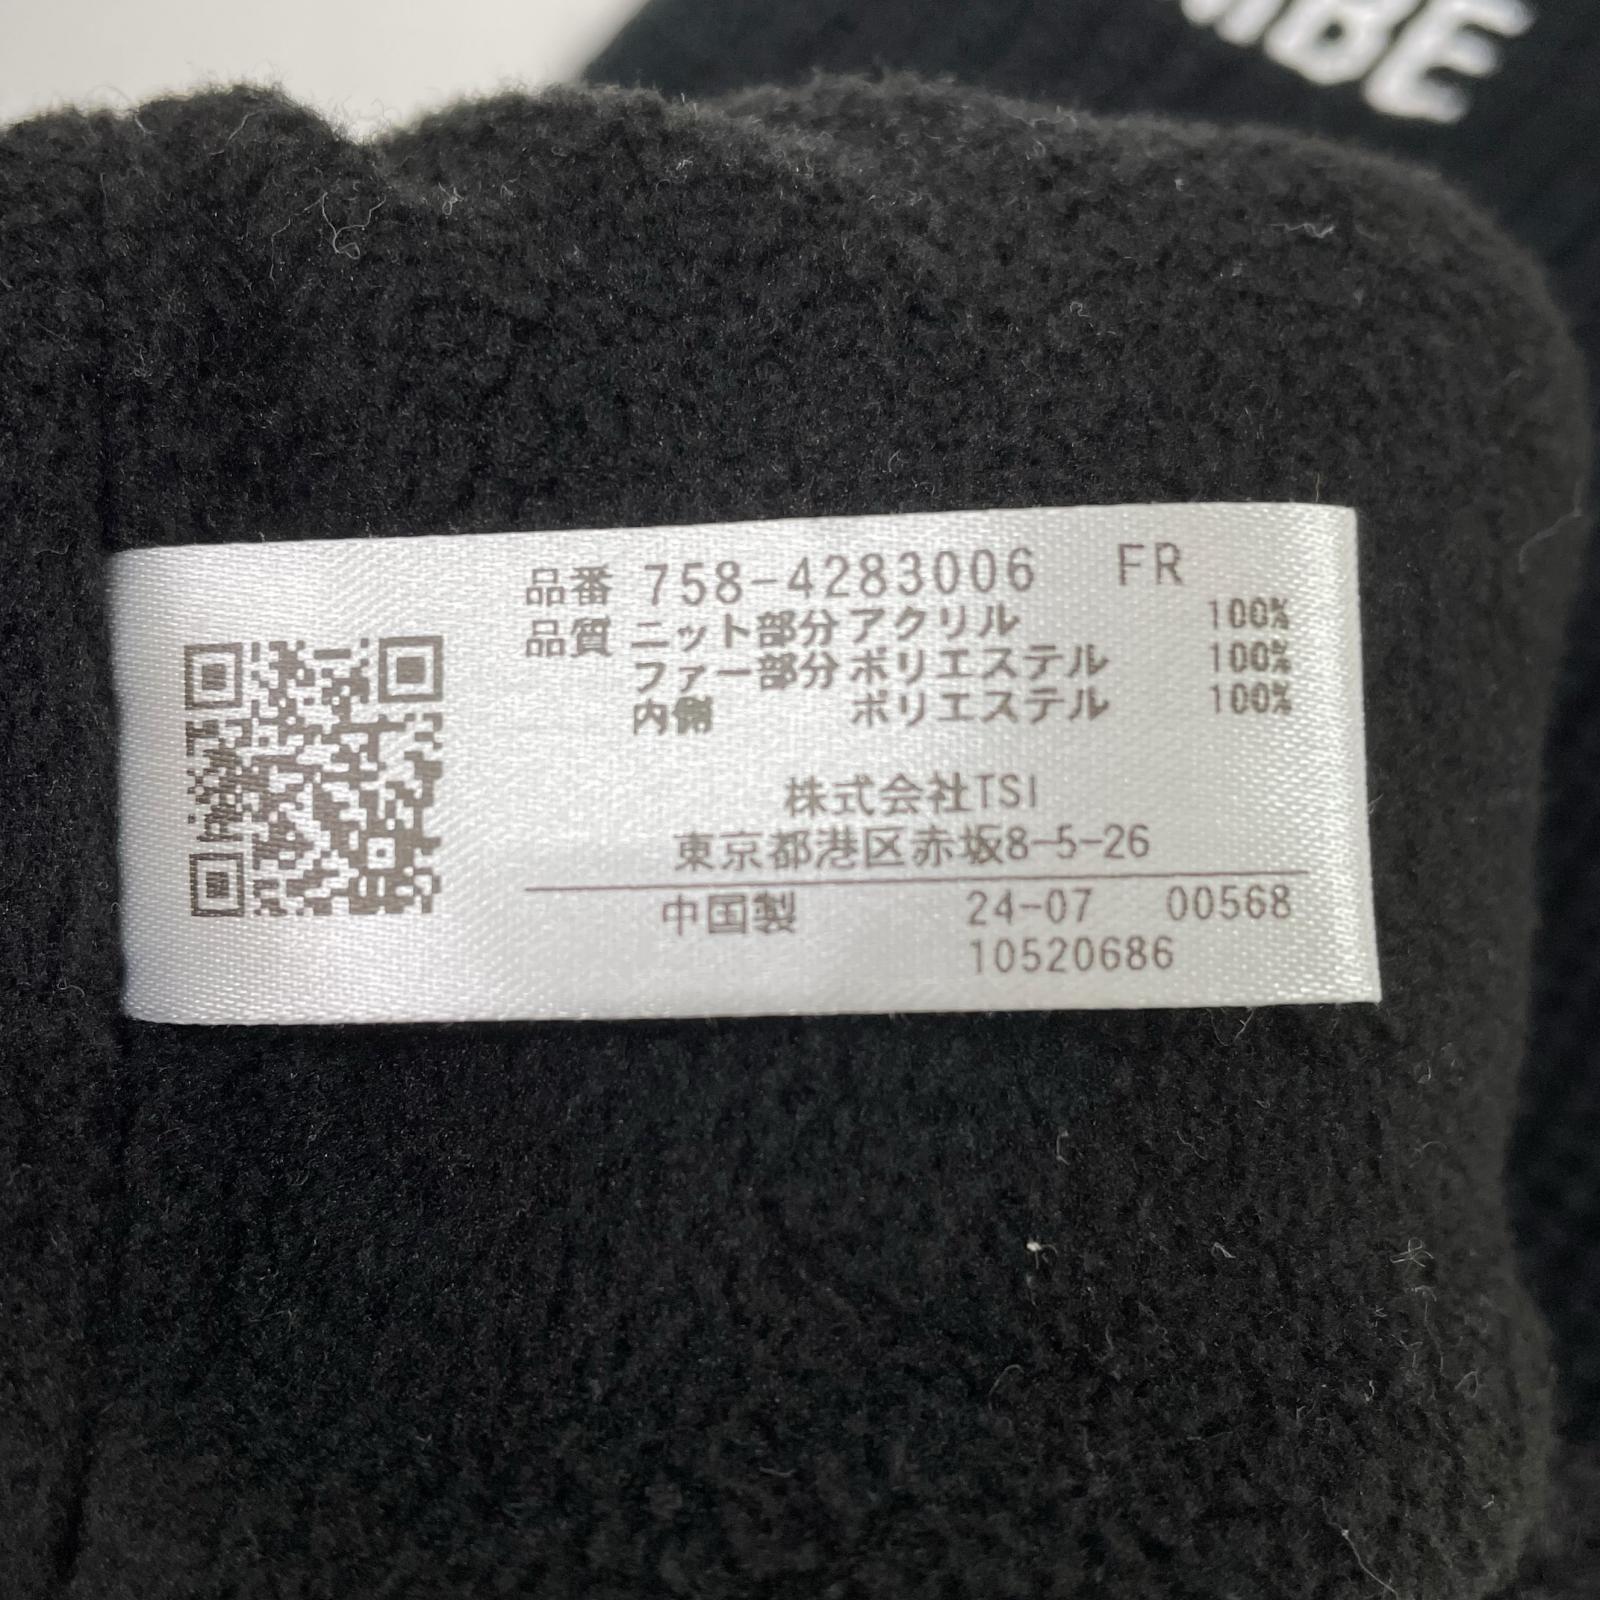 BE
品番 758-4283006 FR
品質 ニット部分 アクリル 100%
ファー部分 ポリエステル 100%
内側 ポリエステル 100%
株式会社TSI
東京都港区赤坂8-5-26
中国製 24-07 00568
10520686